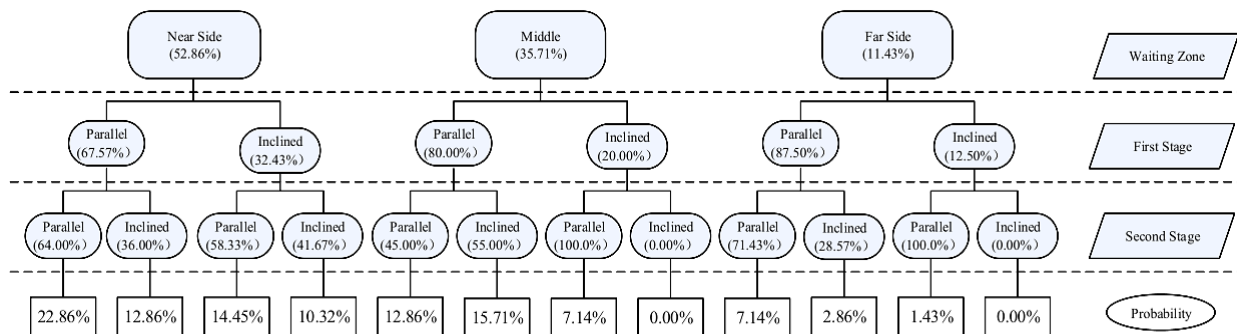 Near Side
(52.86%)
Middle
(35.71%)
Far Side
(11.43%)
Waiting Zone
Parallel
(67.57%)
Inclined
(32.43%)
Parallel
(80.00%)
Inclined
(20.00%)
Parallel
(87.50%)
Inclined
(12.50%)
First Stage
Parallel
(64.00%)
Inclined
(36.00%)
Parallel
(58.33%)
Inclined
(41.67%)
Parallel
(45.00%)
Inclined
(55.00%)
Parallel
(100.0%)
Inclined
(0.00%)
Parallel
(71.43%)
Inclined
(28.57%)
Parallel
(100.0%)
Inclined
(0.00%)
Second Stage
22.86%
12.86%
14.45%
10.32%
12.86%
15.71%
7.14%
0.00%
7.14%
2.86%
1.43%
0.00%
Probability